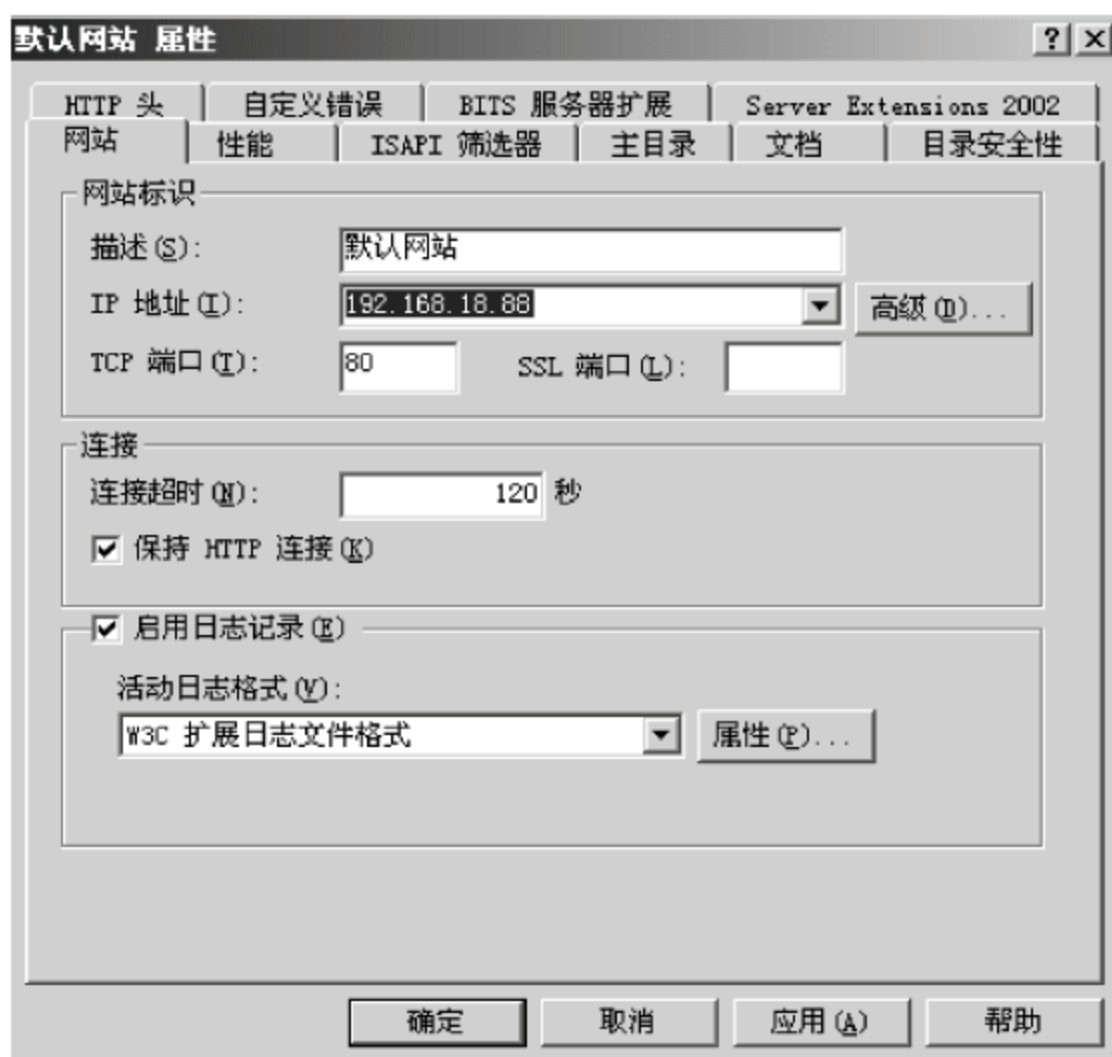 默认网站 属性
HTTP 头 自定义错误 BITS 服务器扩展 Server Extensions 2002
网站 性能 ISAPI 筛选器 主目录 文档 目录安全性
网站标识
描述(S): 默认网站
IP 地址(I): 192.168.18.88 高级(D)...
TCP 端口(T): 80 SSL 端口(L):
连接
连接超时(N): 120 秒
保持 HTTP 连接(K)
启用日志记录(E)
活动日志格式(V):
W3C 扩展日志文件格式 属性(P)...
确定 取消 应用(A) 帮助